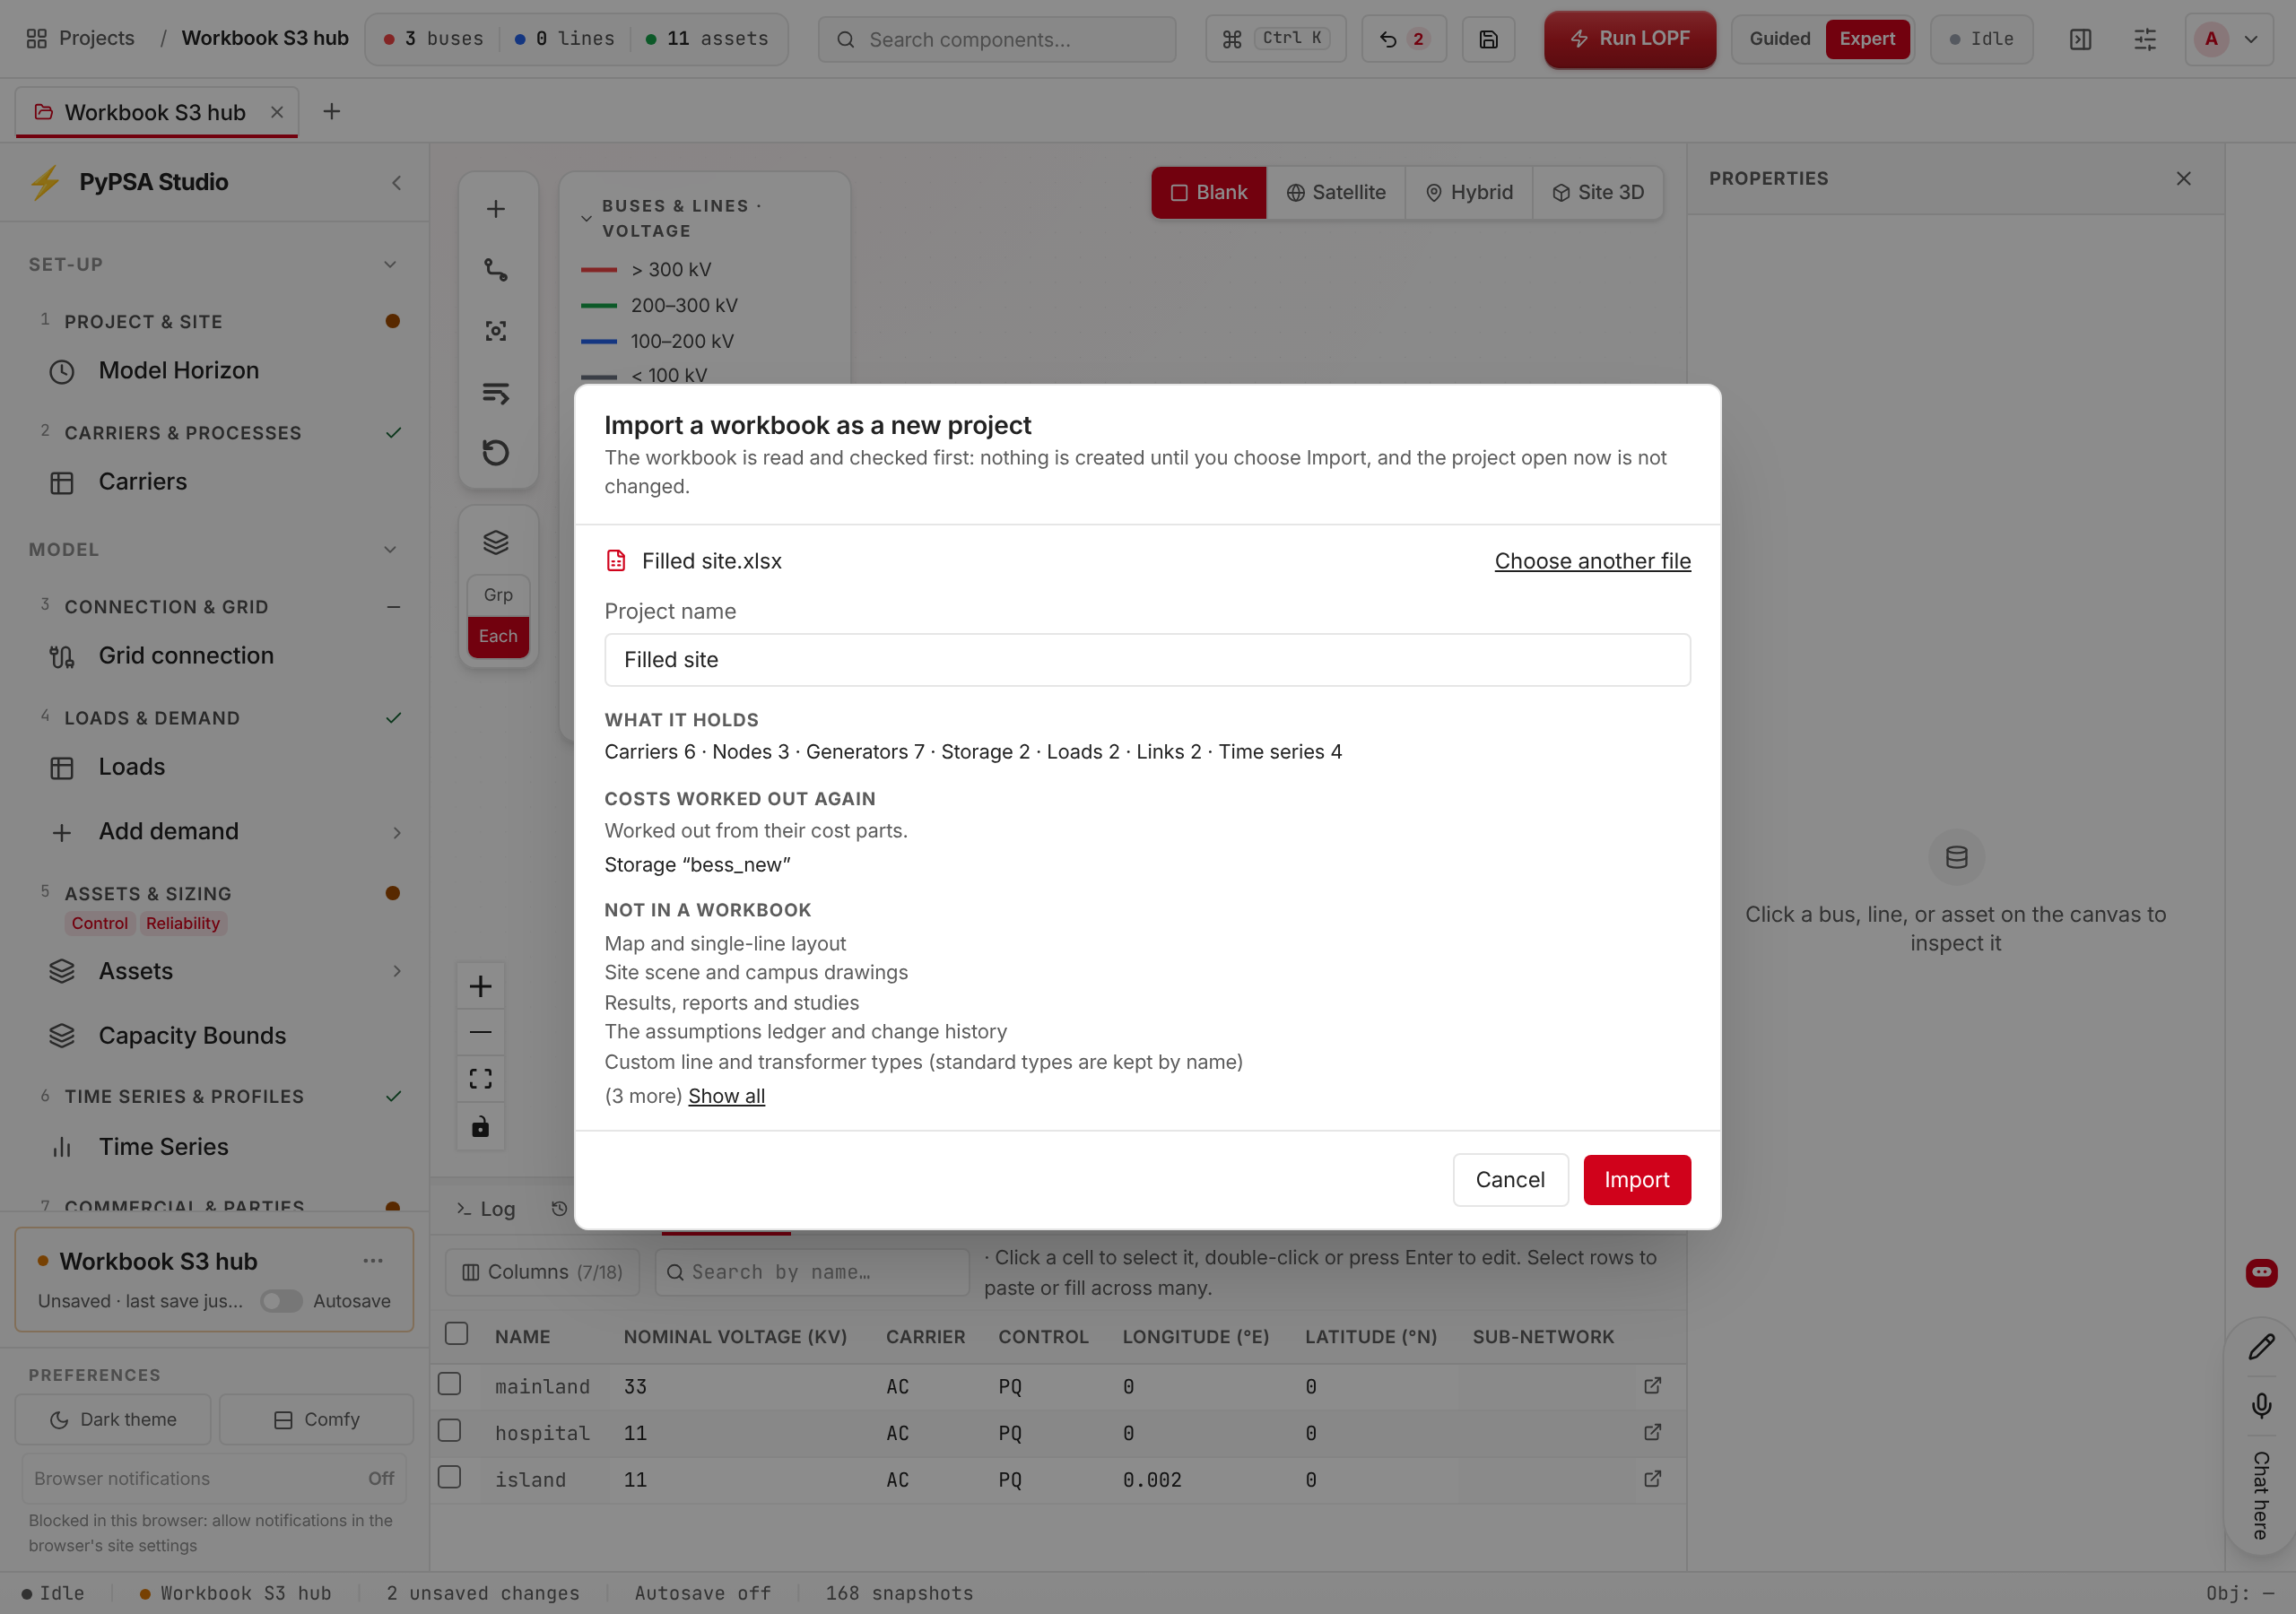 Projects / Workbook S3 hub
3 buses
0 lines
11 assets
Search components...
Ctrl K
2
Run LOPF
Guided
Expert
Idle
A
Workbook S3 hub
PyPSA Studio
SET-UP
1 PROJECT & SITE
Model Horizon
2 CARRIERS & PROCESSES
Carriers
MODEL
3 CONNECTION & GRID
Grid connection
4 LOADS & DEMAND
Loads
Add demand
5 ASSETS & SIZING
Control Reliability
Assets
Capacity Bounds
6 TIME SERIES & PROFILES
Time Series
7 COMMERCIAL & PARTIES
Workbook S3 hub
Unsaved · last save jus...
Autosave
PREFERENCES
Dark theme
Comfy
Browser notifications Off
Blocked in this browser: allow notifications in the
browser's site settings
Grp
Each
BUSES & LINES ·
VOLTAGE
> 300 kV
200–300 kV
100–200 kV
< 100 kV
Blank
Satellite
Hybrid
Site 3D
PROPERTIES
Click a bus, line, or asset on the canvas to
inspect it
Import a workbook as a new project
The workbook is read and checked first: nothing is created until you choose Import, and the project open now is not
changed.
Filled site.xlsx
Choose another file
Project name
Filled site
WHAT IT HOLDS
Carriers 6 · Nodes 3 · Generators 7 · Storage 2 · Loads 2 · Links 2 · Time series 4
COSTS WORKED OUT AGAIN
Worked out from their cost parts.
Storage “bess_new”
NOT IN A WORKBOOK
Map and single-line layout
Site scene and campus drawings
Results, reports and studies
The assumptions ledger and change history
Custom line and transformer types (standard types are kept by name)
(3 more) Show all
Cancel
Import
Log
Columns (7/18)
Search by name…
· Click a cell to select it, double-click or press Enter to edit. Select rows to
paste or fill across many.
NAME NOMINAL VOLTAGE (KV) CARRIER CONTROL LONGITUDE (°E) LATITUDE (°N) SUB-NETWORK
mainland 33 AC PQ 0 0
hospital 11 AC PQ 0 0
island 11 AC PQ 0.002 0
Chat here
Idle
Workbook S3 hub
2 unsaved changes
Autosave off
168 snapshots
Obj: —